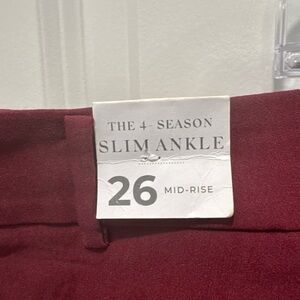 THE 4-SEASON
SLIM ANKLE
26 MID-RISE